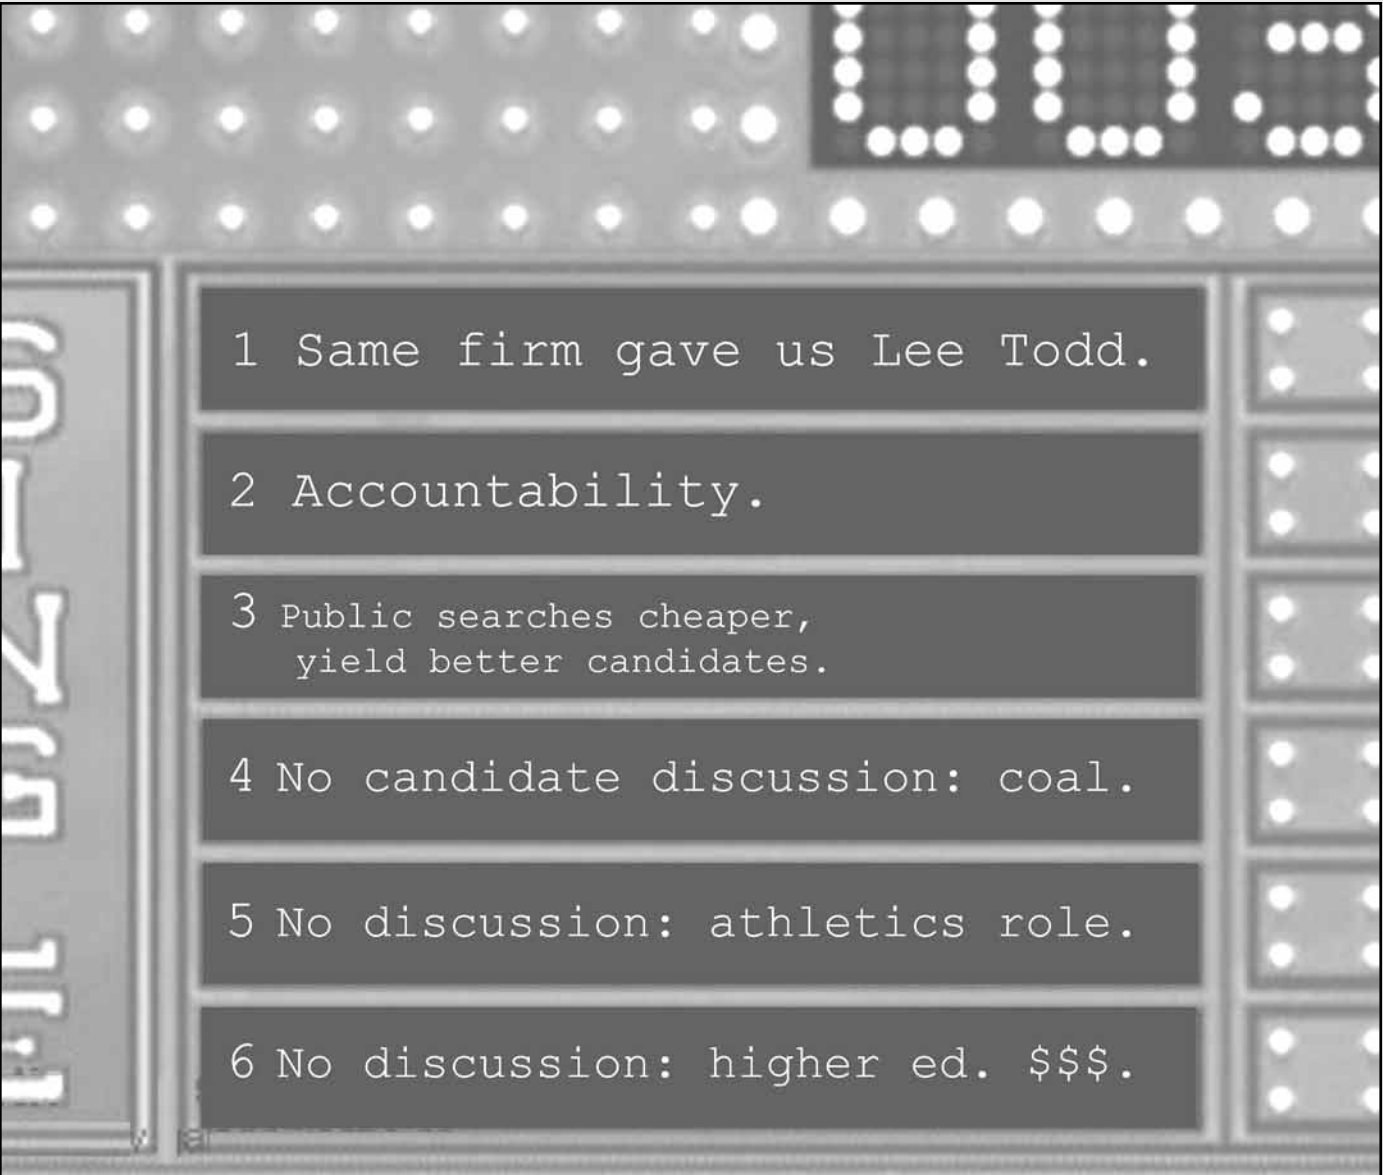 1 Same firm gave us Lee Todd.
2 Accountability.
3 Public searches cheaper,
yield better candidates.
4 No candidate discussion: coal.
5 No discussion: athletics role.
6 No discussion: higher ed. $$$.